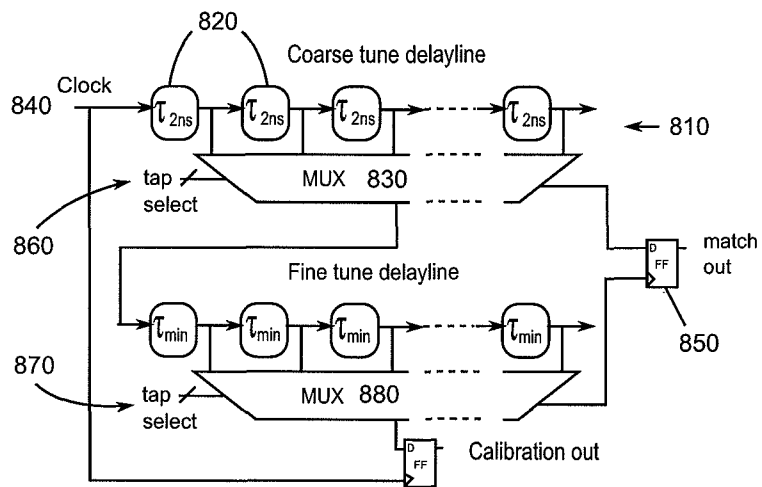 820
Coarse tune delayline
Clock
840
τ2ns τ2ns τ2ns τ2ns
810
MUX 830
tap
select
860
match
out
D
FF
Fine tune delayline
850
τmin τmin τmin τmin
870
MUX 880
tap
select
D
FF
Calibration out